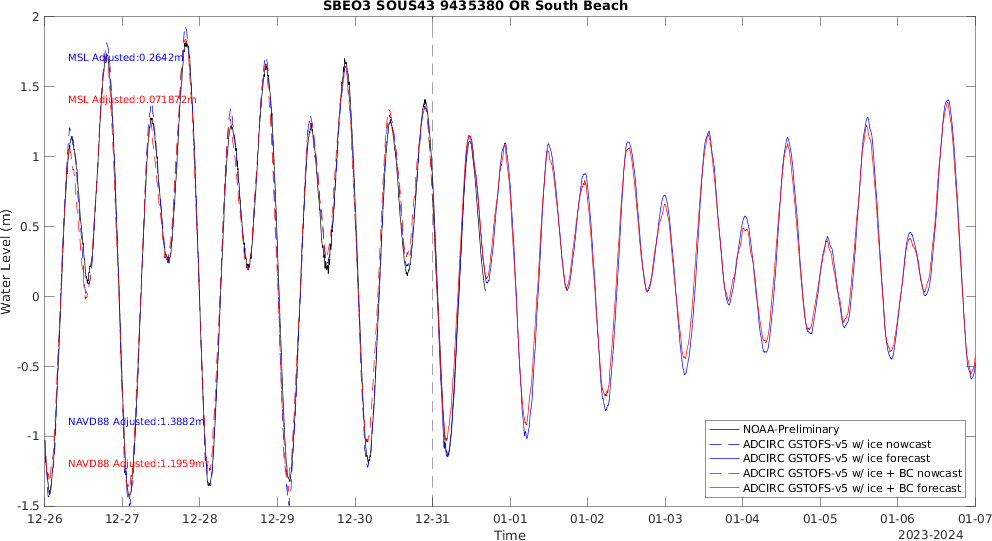 SBEO3 SOUS43 9435380 OR South Beach
2
1.5
1
0.5
0
-0.5
-1
-1.5
Water Level (m)
MSL Adjusted:0.2642m
MSL Adjusted:0.071872m
NAVD88 Adjusted:1.3882m
NAVD88 Adjusted:1.1959m
NOAA-Preliminary
ADCIRC GSTOFS-v5 w/ ice nowcast
ADCIRC GSTOFS-v5 w/ ice forecast
ADCIRC GSTOFS-v5 w/ ice + BC nowcast
ADCIRC GSTOFS-v5 w/ ice + BC forecast
12-26 12-27 12-28 12-29 12-30 12-31 01-01 01-02 01-03 01-04 01-05 01-06 01-07
Time
2023-2024